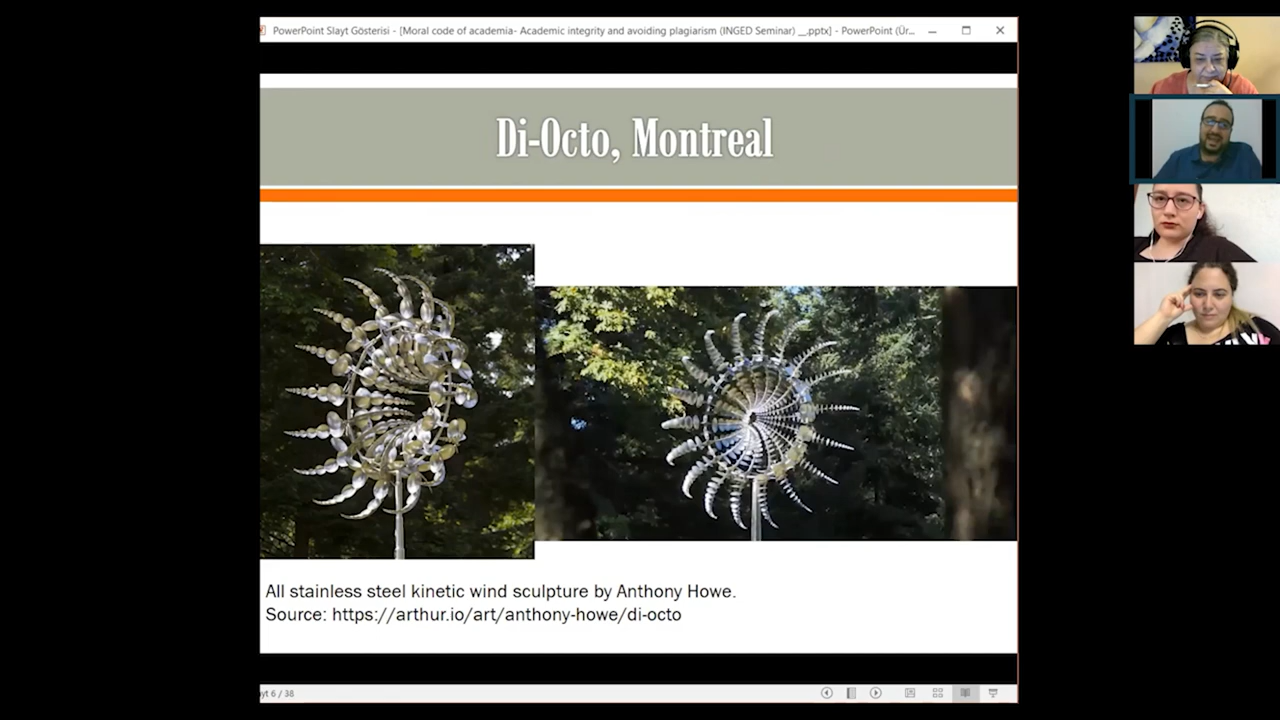 PowerPoint Slayt Gösterisi - [Moral code of academia- Academic integrity and avoiding plagiarism (INGED Seminar) __.pptx] - PowerPoint (Ür...
Di-Octo, Montreal
All stainless steel kinetic wind sculpture by Anthony Howe.
Source: https://arthur.io/art/anthony-howe/di-octo
yt 6 / 38